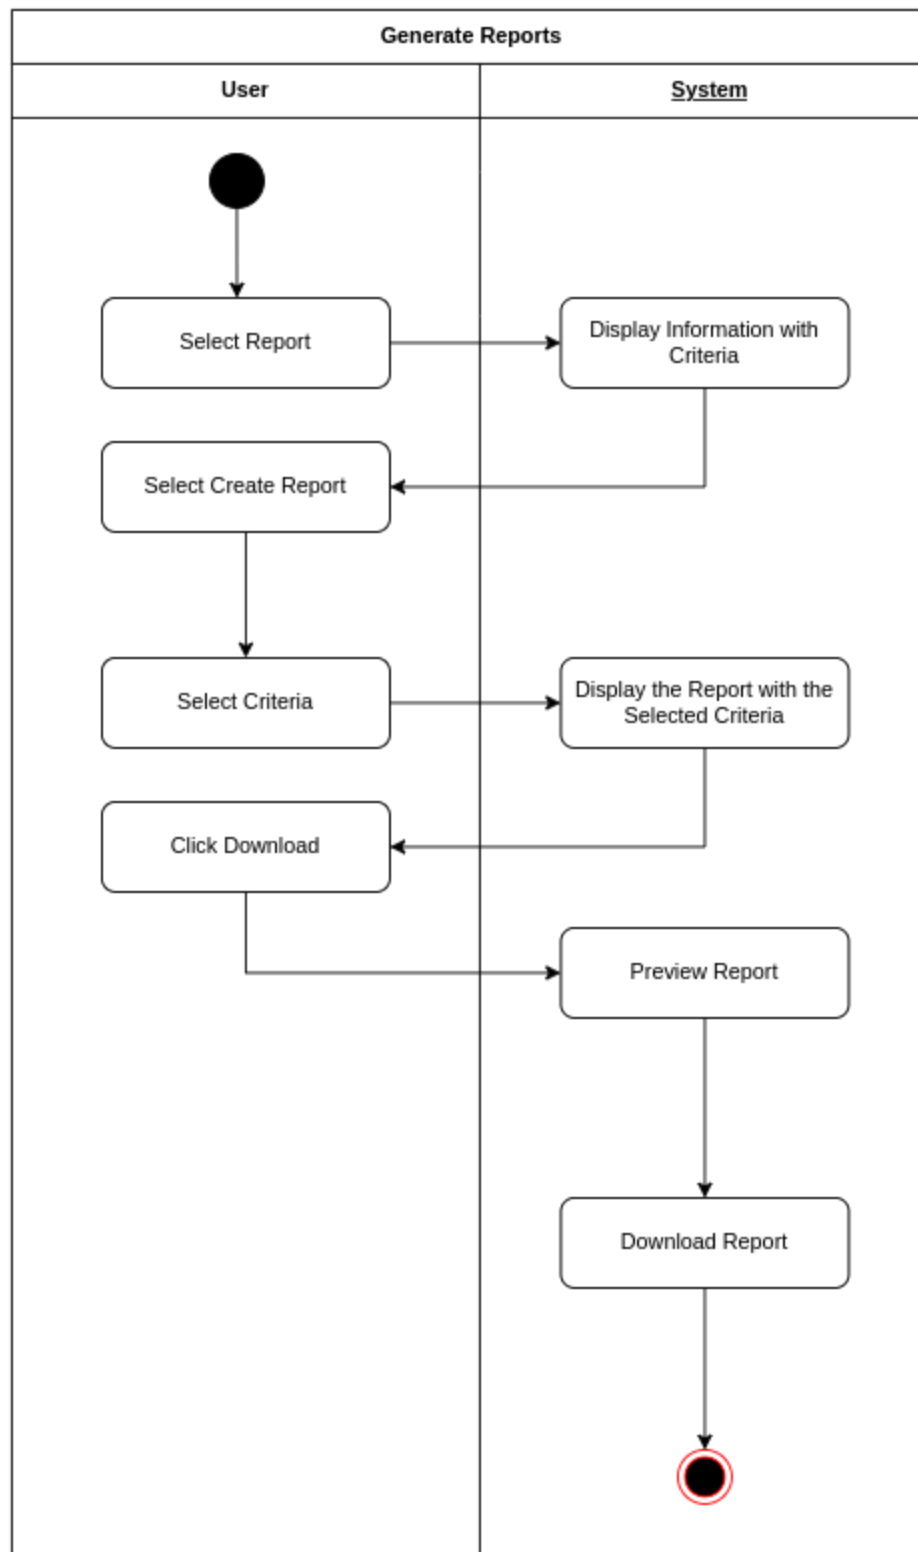 Generate Reports
User
System
Select Report
Display Information with
Criteria
Select Create Report
Select Criteria
Display the Report with the
Selected Criteria
Click Download
Preview Report
Download Report